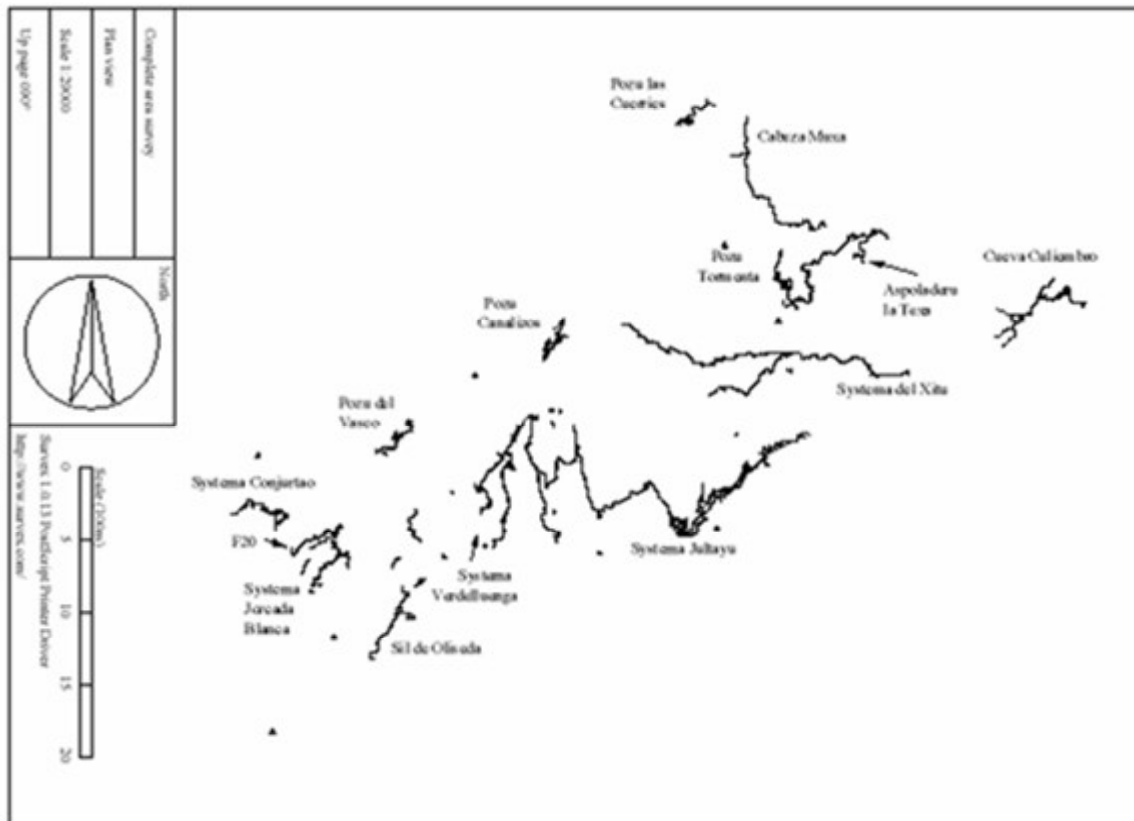 Complete area survey
Plan view
Scale 1:20000
Up page 000°
North
Survex 1.0.13 PostScript Printer Driver
http://www.survex.com/
Scale (100m)
0
5
10
15
20
Pozu las
Cuerries
Cabeza Muxa
Pozu
Tormenta
Aspoladeru
la Texa
Cueva Culiembro
Pozu
Canalizos
Systema del Xitu
Pozu del
Vasco
Systema Conjurtao
F20
Systema
Jorcada
Blanca
Systema
Verdelluenga
Systema Jultayu
Sil de Oliseda